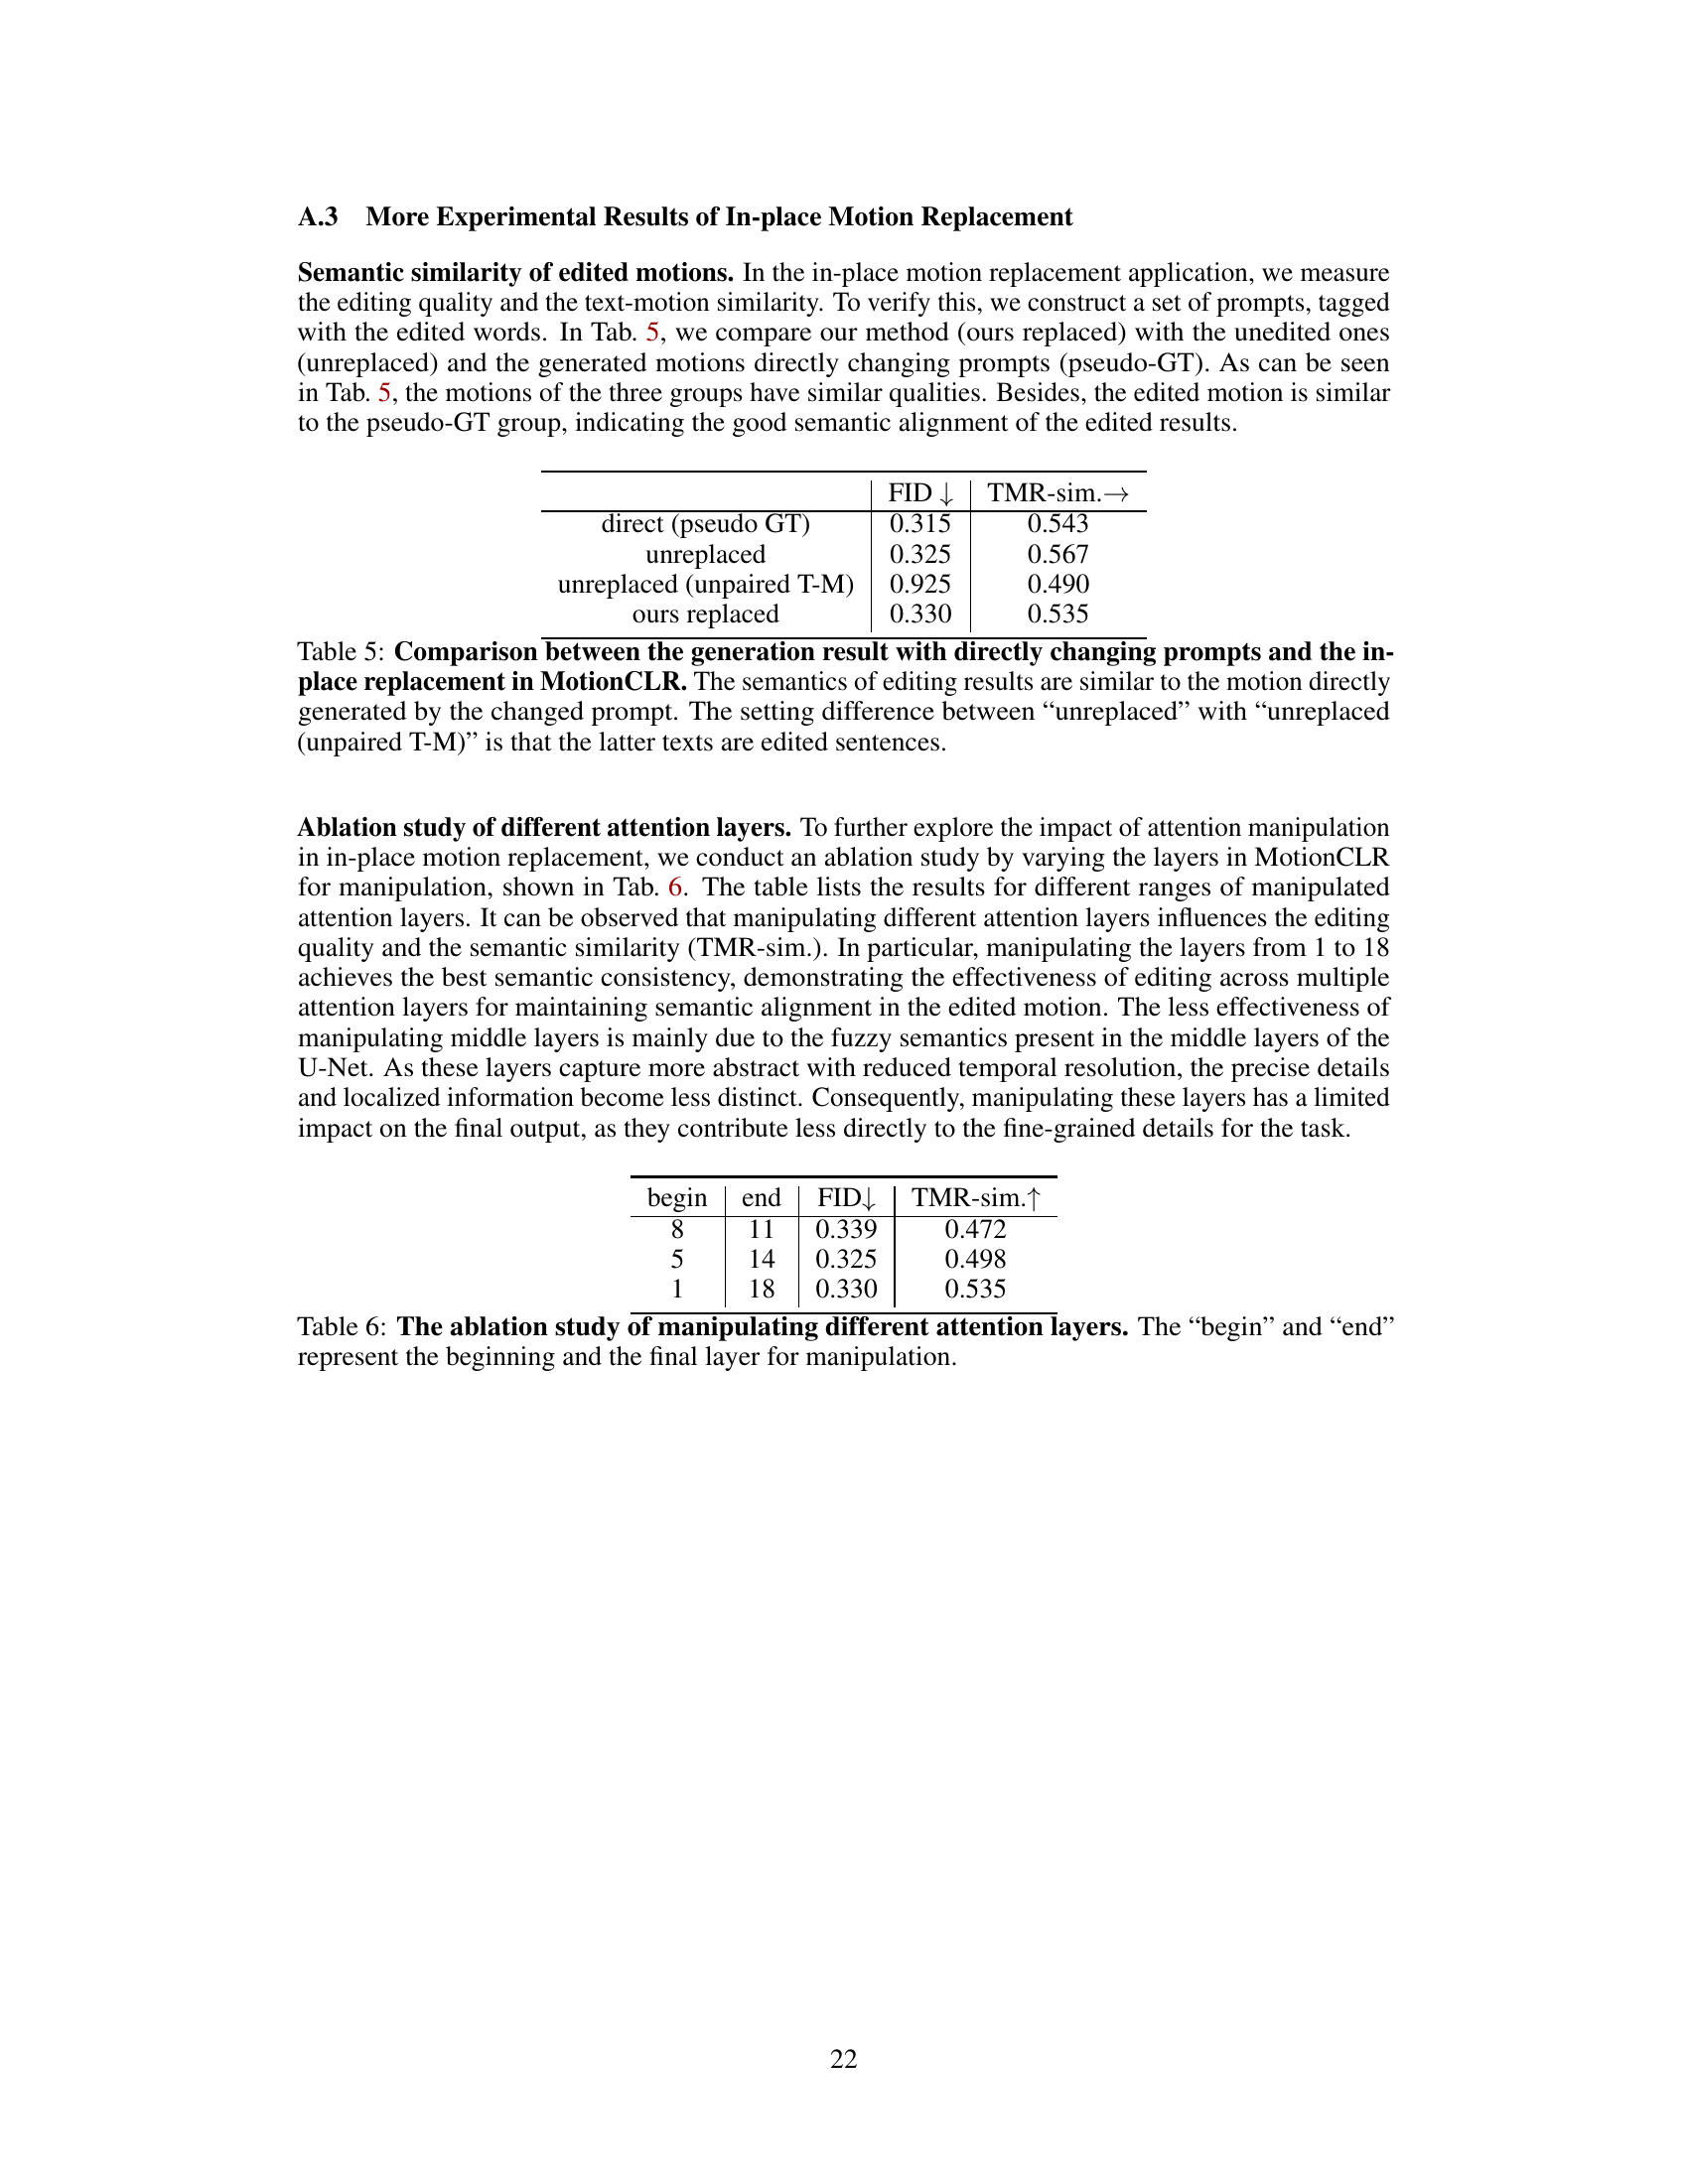 A.3 More Experimental Results of In-place Motion Replacement
Semantic similarity of edited motions. In the in-place motion replacement application, we measure
the editing quality and the text-motion similarity. To verify this, we construct a set of prompts, tagged
with the edited words. In Tab. 5, we compare our method (ours replaced) with the unedited ones
(unreplaced) and the generated motions directly changing prompts (pseudo-GT). As can be seen
in Tab. 5, the motions of the three groups have similar qualities. Besides, the edited motion is similar
to the pseudo-GT group, indicating the good semantic alignment of the edited results.
FID ↓ TMR-sim.→
direct (pseudo GT) 0.315 0.543
unreplaced 0.325 0.567
unreplaced (unpaired T-M) 0.925 0.490
ours replaced 0.330 0.535
Table 5: Comparison between the generation result with directly changing prompts and the in-
place replacement in MotionCLR. The semantics of editing results are similar to the motion directly
generated by the changed prompt. The setting difference between “unreplaced” with “unreplaced
(unpaired T-M)” is that the latter texts are edited sentences.
Ablation study of different attention layers. To further explore the impact of attention manipulation
in in-place motion replacement, we conduct an ablation study by varying the layers in MotionCLR
for manipulation, shown in Tab. 6. The table lists the results for different ranges of manipulated
attention layers. It can be observed that manipulating different attention layers influences the editing
quality and the semantic similarity (TMR-sim.). In particular, manipulating the layers from 1 to 18
achieves the best semantic consistency, demonstrating the effectiveness of editing across multiple
attention layers for maintaining semantic alignment in the edited motion. The less effectiveness of
manipulating middle layers is mainly due to the fuzzy semantics present in the middle layers of the
U-Net. As these layers capture more abstract with reduced temporal resolution, the precise details
and localized information become less distinct. Consequently, manipulating these layers has a limited
impact on the final output, as they contribute less directly to the fine-grained details for the task.
begin end FID↓ TMR-sim.↑
8 11 0.339 0.472
5 14 0.325 0.498
1 18 0.330 0.535
Table 6: The ablation study of manipulating different attention layers. The “begin” and “end”
represent the beginning and the final layer for manipulation.
22